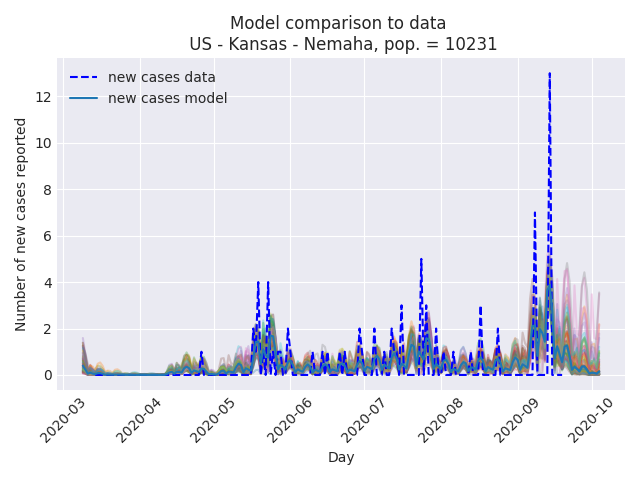 Model comparison to data
US - Kansas - Nemaha, pop. = 10231
new cases data
new cases model
Number of new cases reported
12
10
8
6
4
2
0
2020-03
2020-04
2020-05
2020-06
2020-07
2020-08
2020-09
2020-10
Day